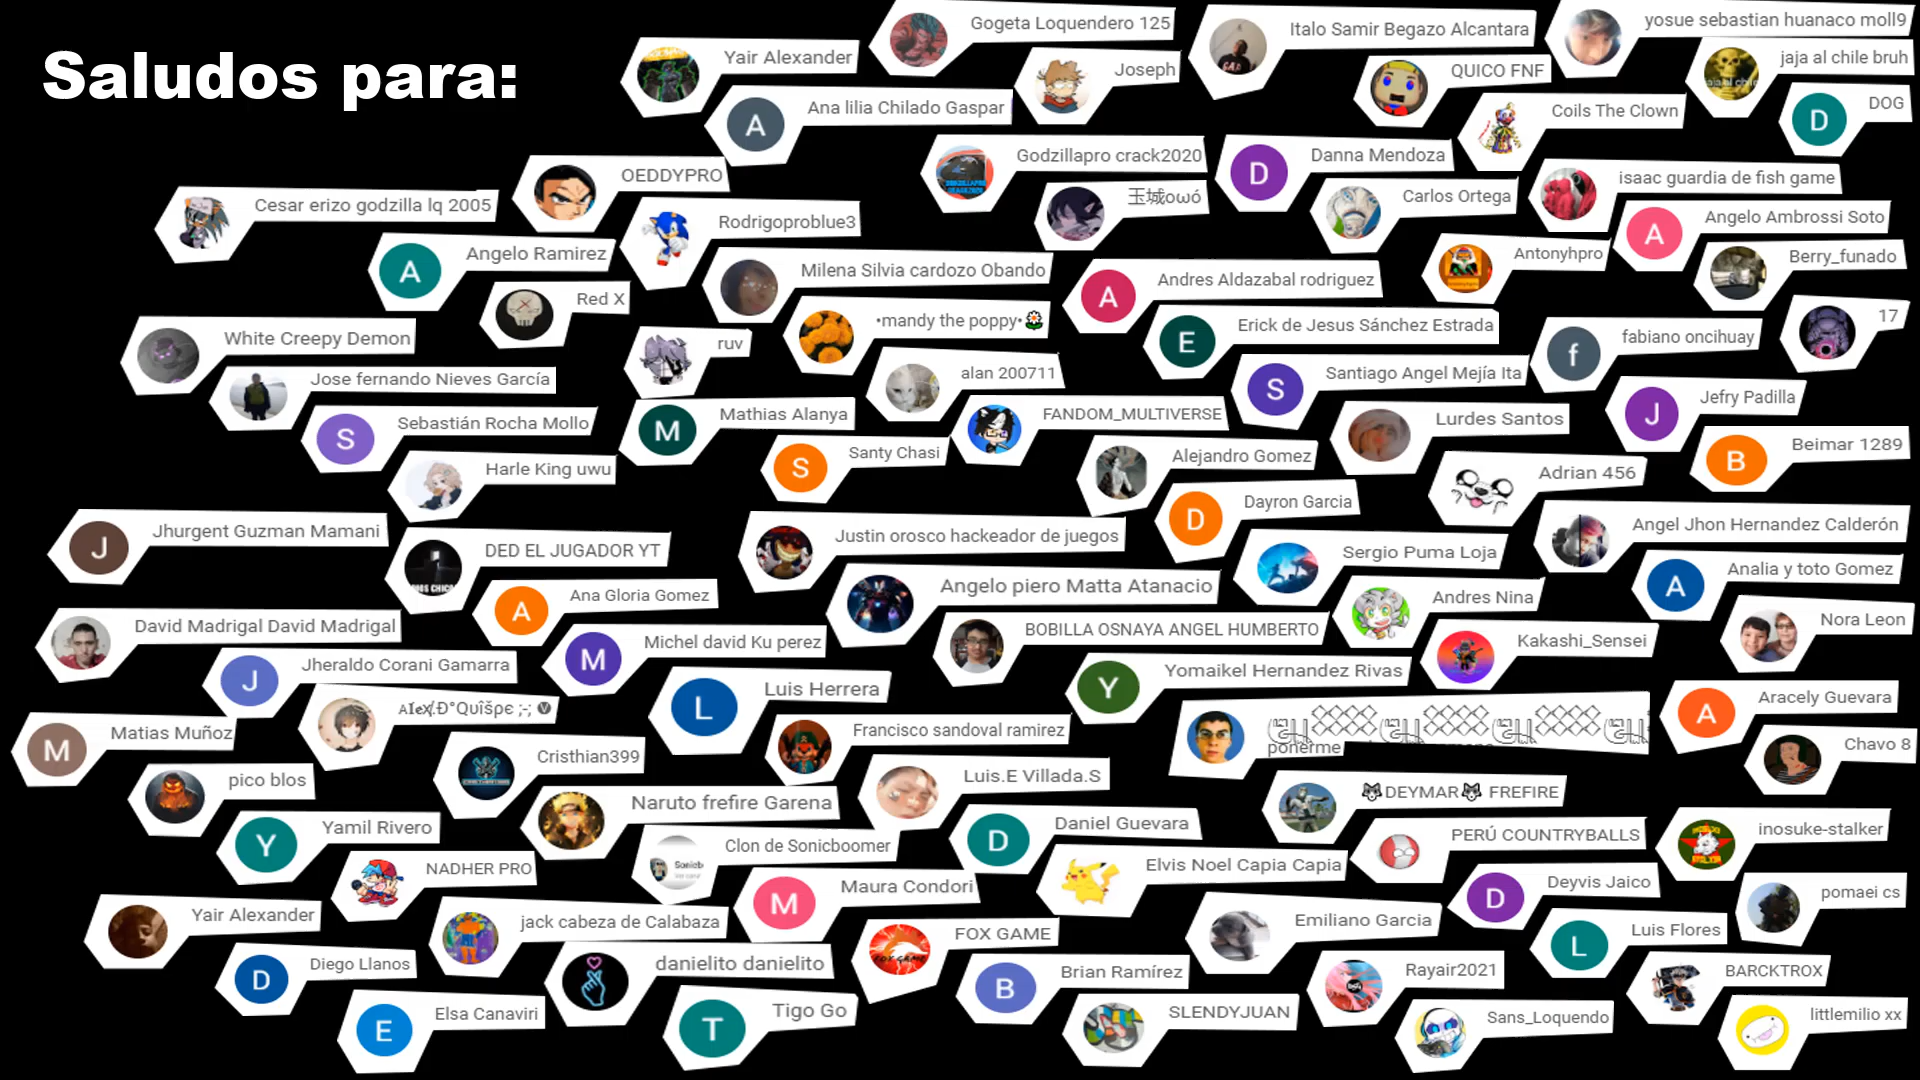 Saludos para:
Gogeta Loquendero 125
Italo Samir Begazo Alcantara
yosue sebastian huanaco moll9
Yair Alexander
Joseph
QUICO FNF
jaja al chile bruh
Ana lilia Chilado Gaspar
Coils The Clown
DOG
OEDDYPRO
Godzillapro crack2020
Danna Mendoza
isaac guardia de fish game
Cesar erizo godzilla lq 2005
Rodrigoproblue3
玉城οωό
Carlos Ortega
Angelo Ambrossi Soto
Angelo Ramirez
Milena Silvia cardozo Obando
Andres Aldazabal rodriguez
Antonyhpro
Berry_funado
Red X
•mandy the poppy•
Erick de Jesus Sánchez Estrada
fabiano oncihuay
17
White Creepy Demon
ruv
alan 200711
Santiago Angel Mejía Ita
Jefry Padilla
Jose fernando Nieves García
Mathias Alanya
FANDOM_MULTIVERSE
Lurdes Santos
Beimar 1289
Sebastián Rocha Mollo
Santy Chasi
Alejandro Gomez
Adrian 456
Harle King uwu
Dayron Garcia
Angel Jhon Hernandez Calderón
Jhurgent Guzman Mamani
DED EL JUGADOR YT
Justin orosco hackeador de juegos
Sergio Puma Loja
Analia y toto Gomez
Ana Gloria Gomez
Angelo piero Matta Atanacio
Andres Nina
Nora Leon
David Madrigal David Madrigal
Michel david Ku perez
BOBILLA OSNAYA ANGEL HUMBERTO
Kakashi_Sensei
Jheraldo Corani Gamarra
Luis Herrera
Yomaikel Hernandez Rivas
Aracely Guevara
Matias Muñoz
Francisco sandoval ramirez
ponerme
Chavo 8
pico blos
Cristhian399
Luis.E Villada.S
DEYMAR FREFIRE
Yamil Rivero
Naruto frefire Garena
Daniel Guevara
PERÚ COUNTRYBALLS
inosuke-stalker
NADHER PRO
Clon de Sonicboomer
Elvis Noel Capia Capia
Deyvis Jaico
pomaei cs
Yair Alexander
jack cabeza de Calabaza
Maura Condori
Emiliano Garcia
Luis Flores
Diego Llanos
danielito danielito
FOX GAME
Brian Ramírez
Rayair2021
BARCKTROX
Elsa Canaviri
Tigo Go
SLENDYJUAN
Sans_Loquendo
littlemilio xx